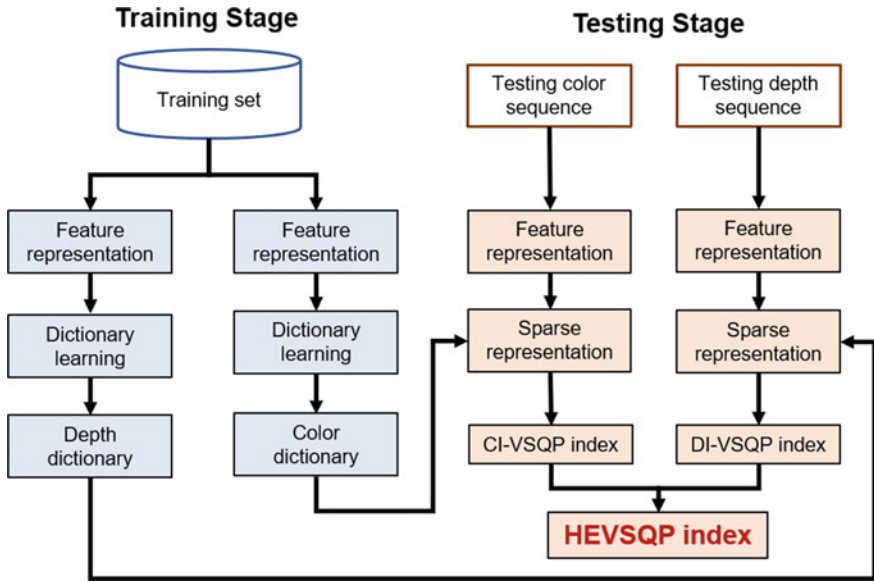 Training Stage
Training set
Feature
representation
Dictionary
learning
Depth
dictionary
Feature
representation
Dictionary
learning
Color
dictionary
Testing Stage
Testing color
sequence
Feature
representation
Sparse
representation
CI-VSQP index
Testing depth
sequence
Feature
representation
Sparse
representation
DI-VSQP index
HEVSQP index